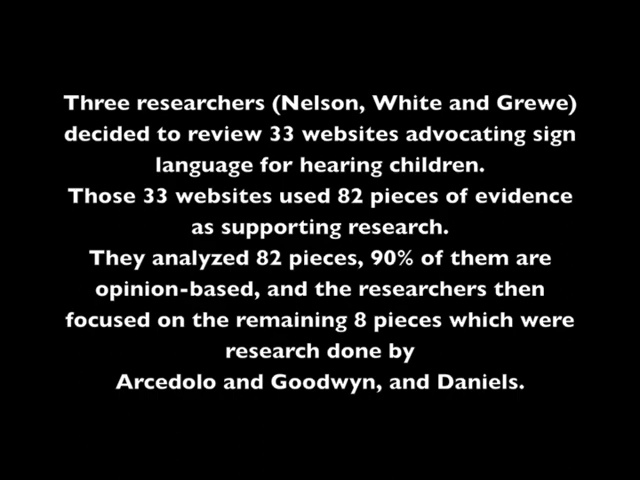 Three researchers (Nelson, White and Grewe)
decided to review 33 websites advocating sign
language for hearing children.
Those 33 websites used 82 pieces of evidence
as supporting research.
They analyzed 82 pieces, 90% of them are
opinion-based, and the researchers then
focused on the remaining 8 pieces which were
research done by
Arcedolo and Goodwyn, and Daniels.